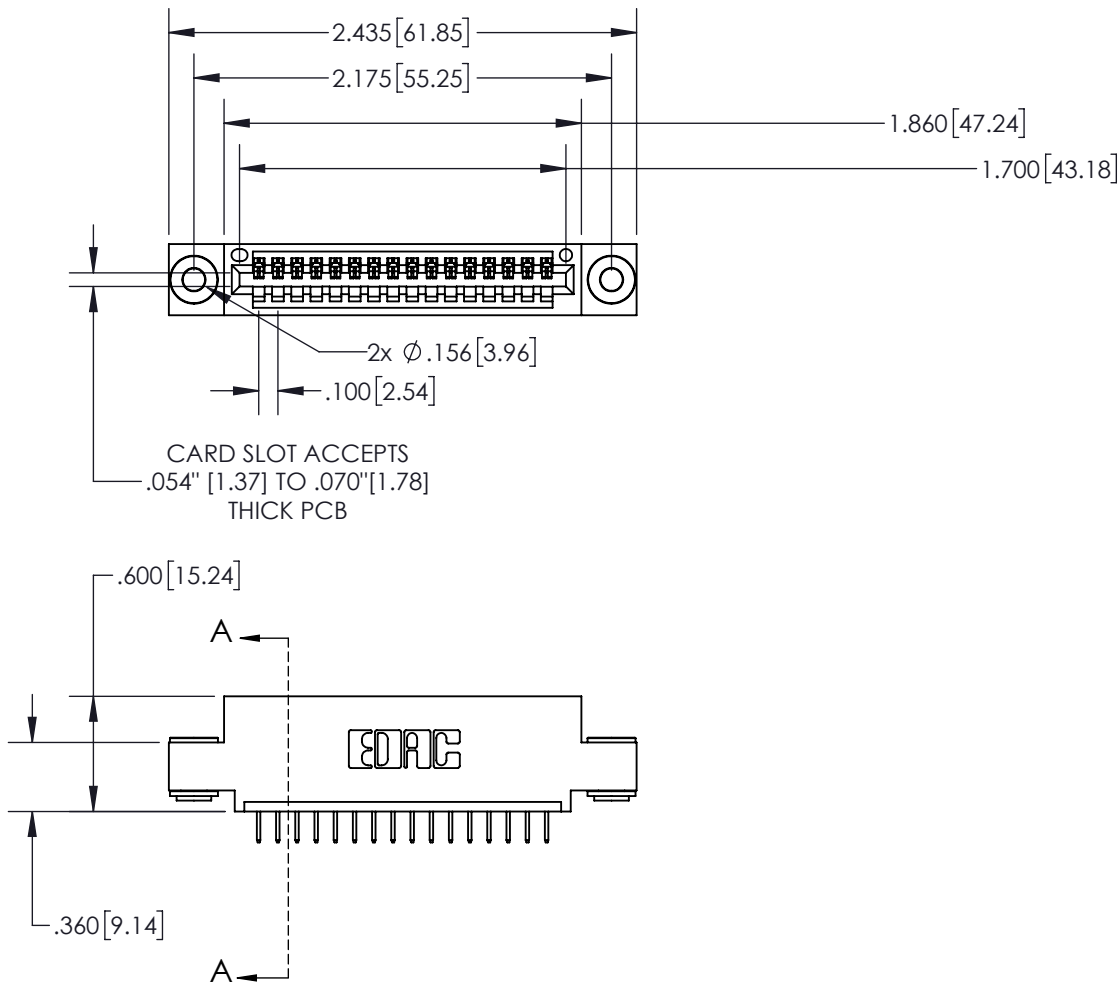 2.435[61.85]
2.175[55.25]
1.860[47.24]
1.700[43.18]
2x Ø.156[3.96]
.100[2.54]
CARD SLOT ACCEPTS
.054" [1.37] TO .070"[1.78]
THICK PCB
.600[15.24]
A
EDAC
.360[9.14]
A